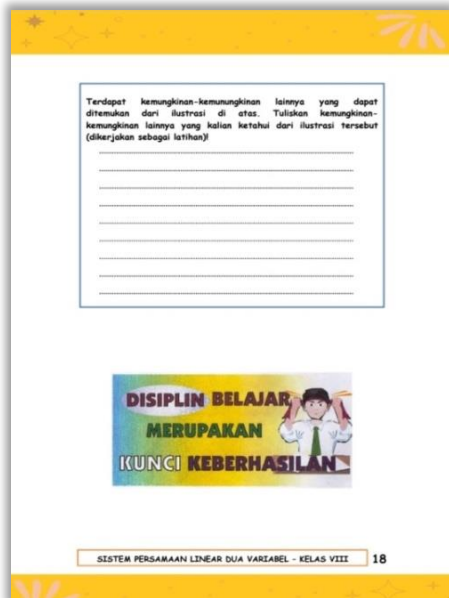 Terdapat kemungkinan-kemunungkinan lainnya yang dapat
ditemukan dari ilustrasi di atas. Tuliskan kemungkinan-
kemungkinan lainnya yang kalian ketahui dari ilustrasi tersebut
(dikerjakan sebagai latihan)!
DISIPLIN BELAJAR
MERUPAKAN
KUNCI KEBERHASILAN
SISTEM PERSAMAAN LINEAR DUA VARIABEL - KELAS VIII 18